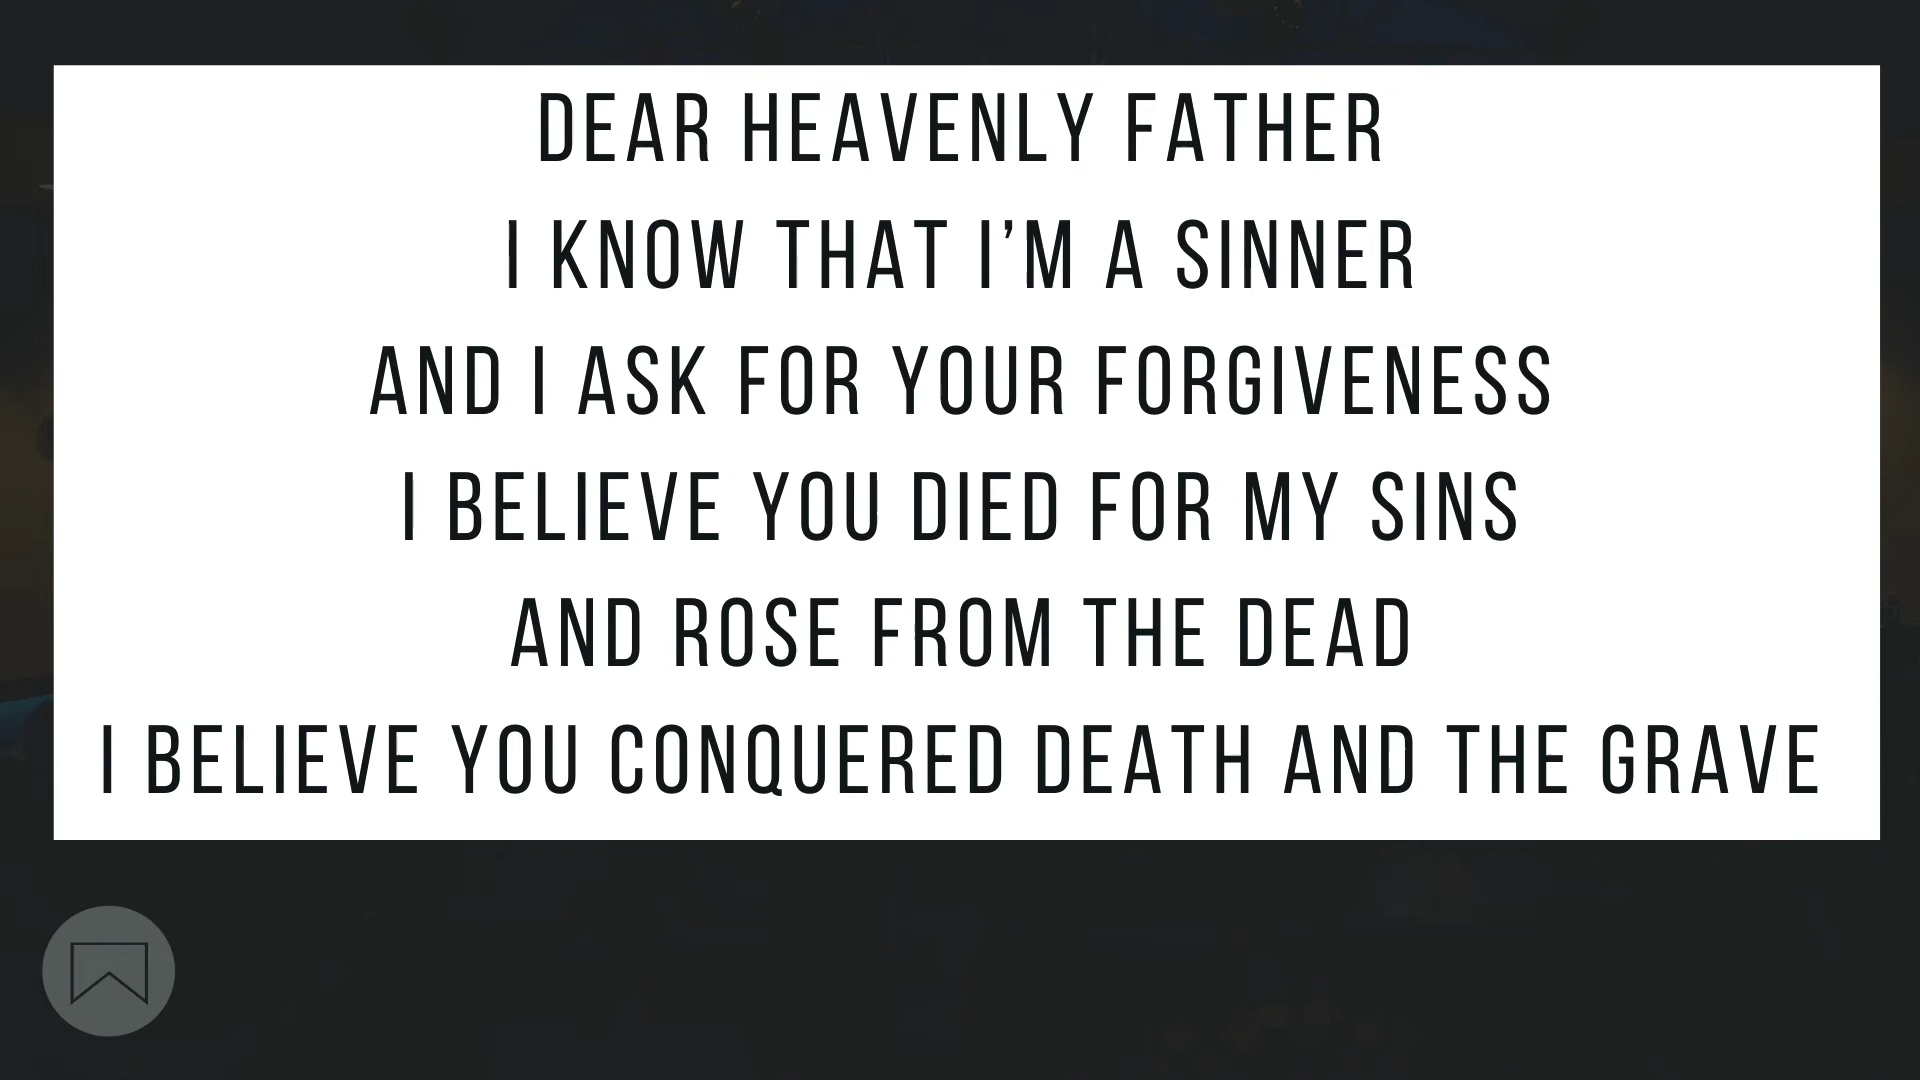 DEAR HEAVENLY FATHER
I KNOW THAT I’M A SINNER
AND I ASK FOR YOUR FORGIVENESS
I BELIEVE YOU DIED FOR MY SINS
AND ROSE FROM THE DEAD
I BELIEVE YOU CONQUERED DEATH AND THE GRAVE